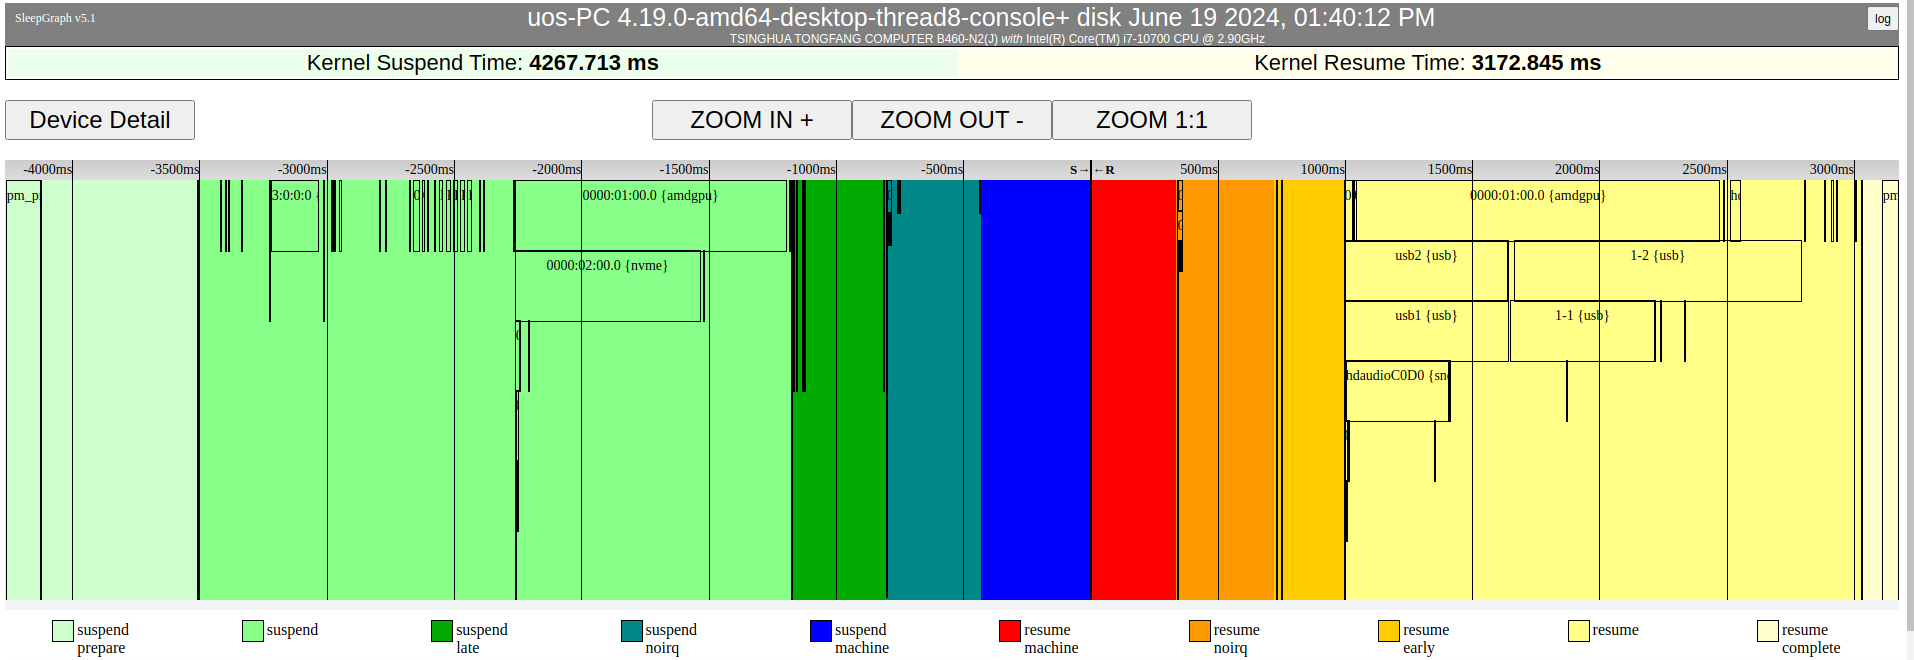 SleepGraph v5.1
uos-PC 4.19.0-amd64-desktop-thread8-console+ disk June 19 2024, 01:40:12 PM
log
TSINGHUA TONGFANG COMPUTER B460-N2(J) with Intel(R) Core(TM) i7-10700 CPU @ 2.90GHz
Kernel Suspend Time: 4267.713 ms
Kernel Resume Time: 3172.845 ms
Device Detail
ZOOM IN +
ZOOM OUT -
ZOOM 1:1
-4000ms -3500ms -3000ms -2500ms -2000ms -1500ms -1000ms -500ms S→ ←R 500ms 1000ms 1500ms 2000ms 2500ms 3000ms
3:0:0:0
0000:01:00.0 {amdgpu}
0000:01:00.0 {amdgpu}
pm
0000:02:00.0 {nvme}
usb2 {usb}
1-2 {usb}
usb1 {usb}
1-1 {usb}
hdaudioC0D0
suspend prepare
suspend
suspend late
suspend noirq
suspend machine
resume machine
resume noirq
resume early
resume
resume complete